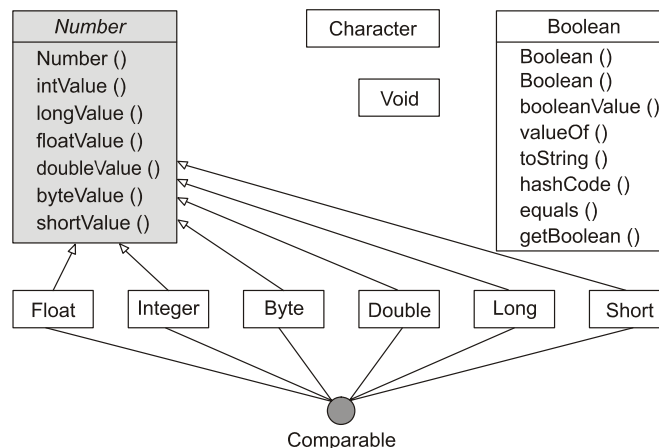 Number
Number ()
intValue ()
longValue ()
floatValue ()
doubleValue ()
byteValue ()
shortValue ()
Character
Void
Boolean
Boolean ()
Boolean ()
booleanValue ()
valueOf ()
toString ()
hashCode ()
equals ()
getBoolean ()
Float
Integer
Byte
Double
Long
Short
Comparable